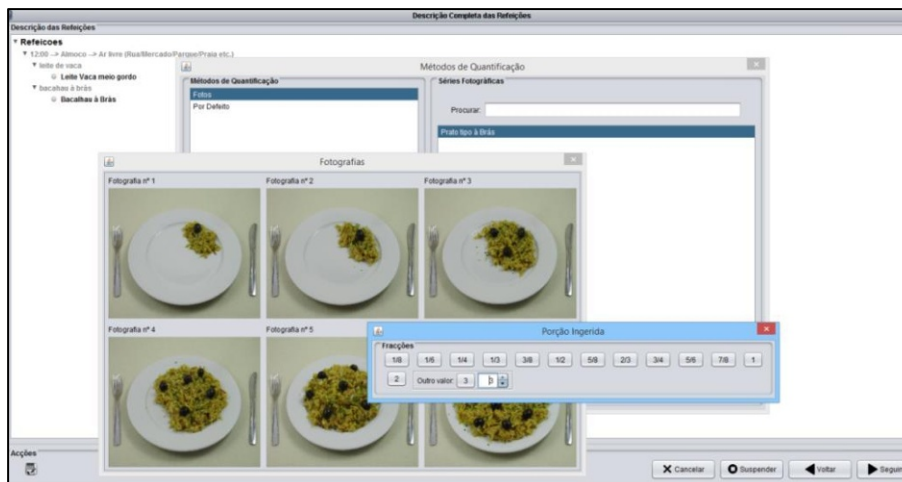 Descrição Completa das Refeições
Descrição das Refeições
Refeicoes
12:00 --> Almoco --> Ar livre (Rua/Mercado/Parque/Praia etc.)
leite de vaca
Leite Vaca meio gordo
bacahau à brás
Bacalhau à Brás
Métodos de Quantificação
Métodos de Quantificação
Fotos
Por Defeito
Séries Fotográficas
Procurar:
Prato tipo à Brás
Fotografias
Fotografia nº 1
Fotografia nº 2
Fotografia nº 3
Fotografia nº 4
Fotografia nº 5
Porção Ingerida
Fracções
1/8 1/6 1/4 1/3 3/8 1/2 5/8 2/3 3/4 5/6 7/8 1
2 Outro valor: 3
Acções
Cancelar
Suspender
Voltar
Seguin